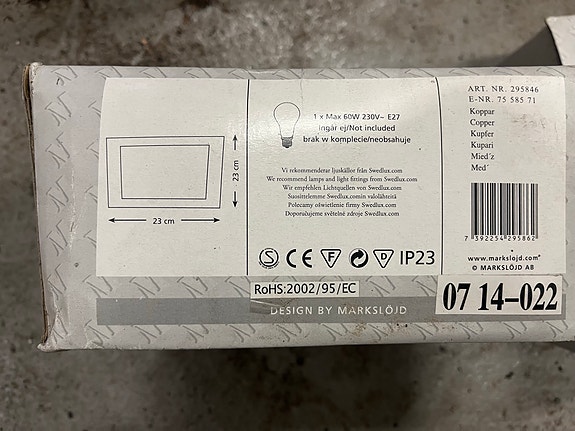 23 cm
23 cm
1 x Max 60W 230V~ E27
Ingår ej/Not included
brak w komplecie/neobsahuje
Vi rekommenderar ljuskällor från Swedlux.com
We recommend lamps and light fittings from Swedlux.com
Wir empfehlen Lichtquellen von Swedlux.com
Suosittelemme Swedlux.comin valolähteitä
Polecamy oświetlenie firmy Swedlux.com
Doporučujeme světelné zdroje Swedlux.com
S CE F D IP23
ART. NR. 295846
E-NR. 75 585 71
Koppar
Copper
Kupfer
Kupari
Mied´z
Med´
7 392254 295862
www.markslojd.com
© MARKSLÖJD AB
RoHS:2002/95/EC
DESIGN BY MARKSLÖJD
07 14-022